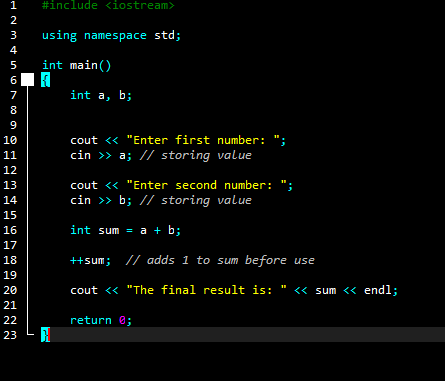 1 #include <iostream>
2
3 using namespace std;
4
5 int main()
6 {
7 int a, b;
8
9
10 cout << "Enter first number: ";
11 cin >> a; // storing value
12
13 cout << "Enter second number: ";
14 cin >> b; // storing value
15
16 int sum = a + b;
17
18 ++sum; // adds 1 to sum before use
19
20 cout << "The final result is: " << sum << endl;
21
22 return 0;
23 }